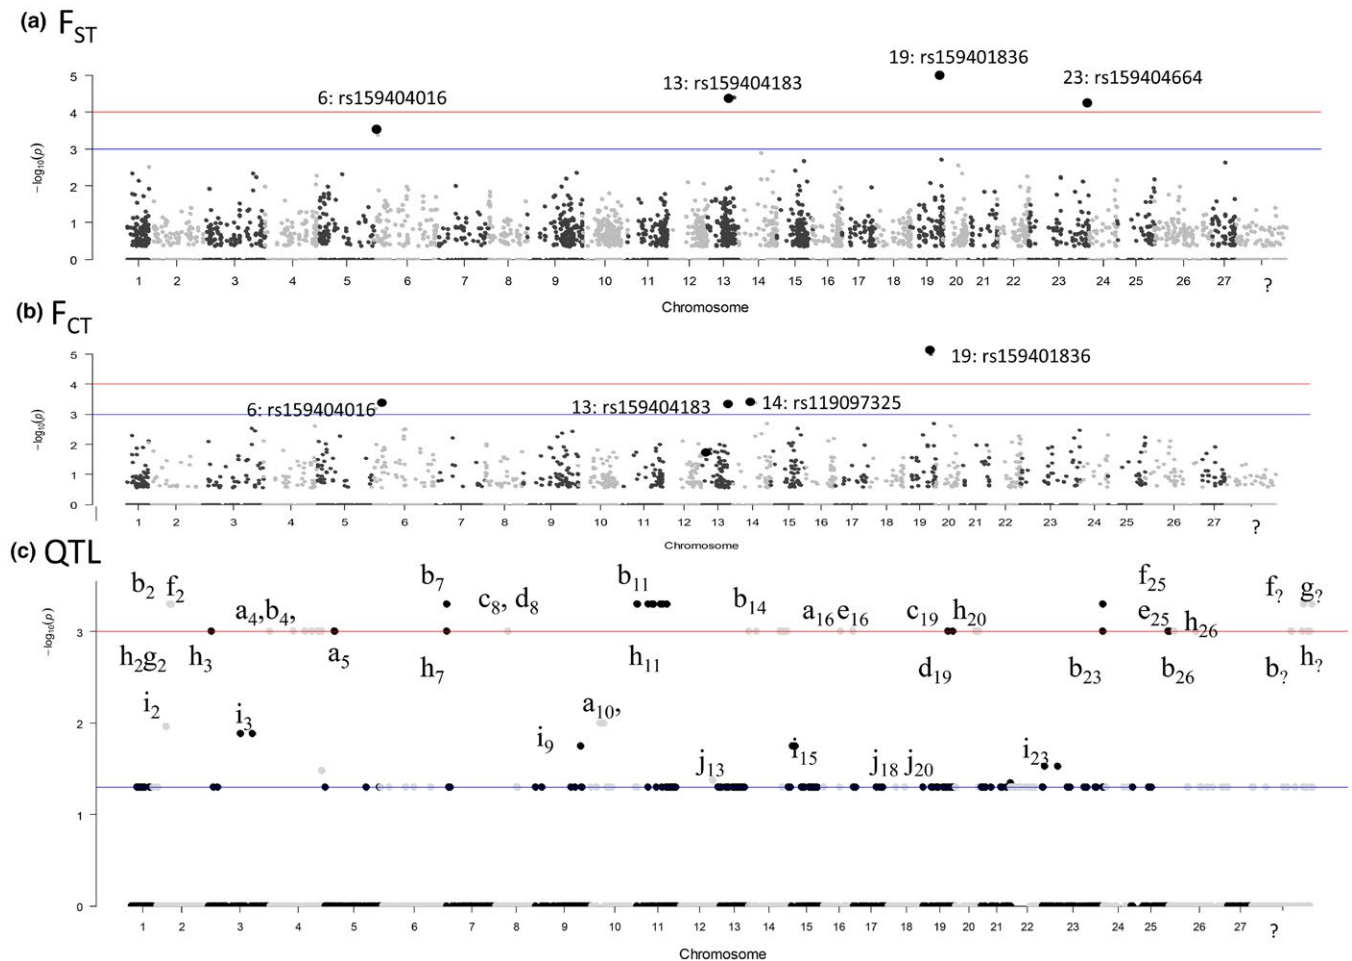 (a) F_ST
19: rs159401836
13: rs159404183
23: rs159404664
6: rs159404016
5
4
3
2
1
0
−log₁₀(p)
1 2 3 4 5 6 7 8 9 10 11 12 13 14 15 16 17 18 19 20 21 22 23 24 25 26 27 ?
Chromosome
(b) F_CT
19: rs159401836
6: rs159404016
13: rs159404183
14: rs119097325
5
4
3
2
1
0
−log₁₀(p)
1 2 3 4 5 6 7 8 9 10 11 12 13 14 15 16 17 18 19 20 21 22 23 24 25 26 27 ?
Chromosome
(c) QTL
b₂ f₂ b₇ b₁₁ f₂₅ f_? g_?
a₄,b₄, c₈, d₈ b₁₄ a₁₆ e₁₆ c₁₉ h₂₀ e₂₅ h₂₆
h₂g₂ h₃ a₅ h₇ h₁₁ d₁₉ b₂₃ b₂₆ b_? h_?
i₂ i₃ i₉ a₁₀, j₁₃ i₁₅ j₁₈ j₂₀ i₂₃
3
2
1
0
−log₁₀(p)
1 2 3 4 5 6 7 8 9 10 11 12 13 14 15 16 17 18 19 20 21 22 23 24 25 26 27 ?
Chromosome